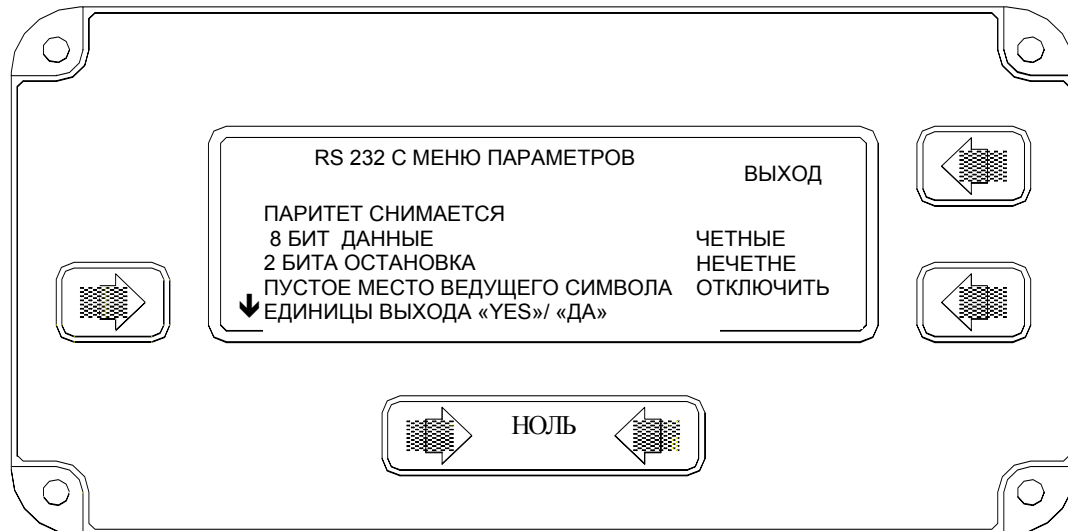 RS 232 С МЕНЮ ПАРАМЕТРОВ
ВЫХОД
ПАРИТЕТ СНИМАЕТСЯ
8 БИТ ДАННЫЕ ЧЕТНЫЕ
2 БИТА ОСТАНОВКА НЕЧЕТНЕ
ПУСТОЕ МЕСТО ВЕДУЩЕГО СИМВОЛА ОТКЛЮЧИТЬ
ЕДИНИЦЫ ВЫХОДА «YES»/ «ДА»
НОЛЬ